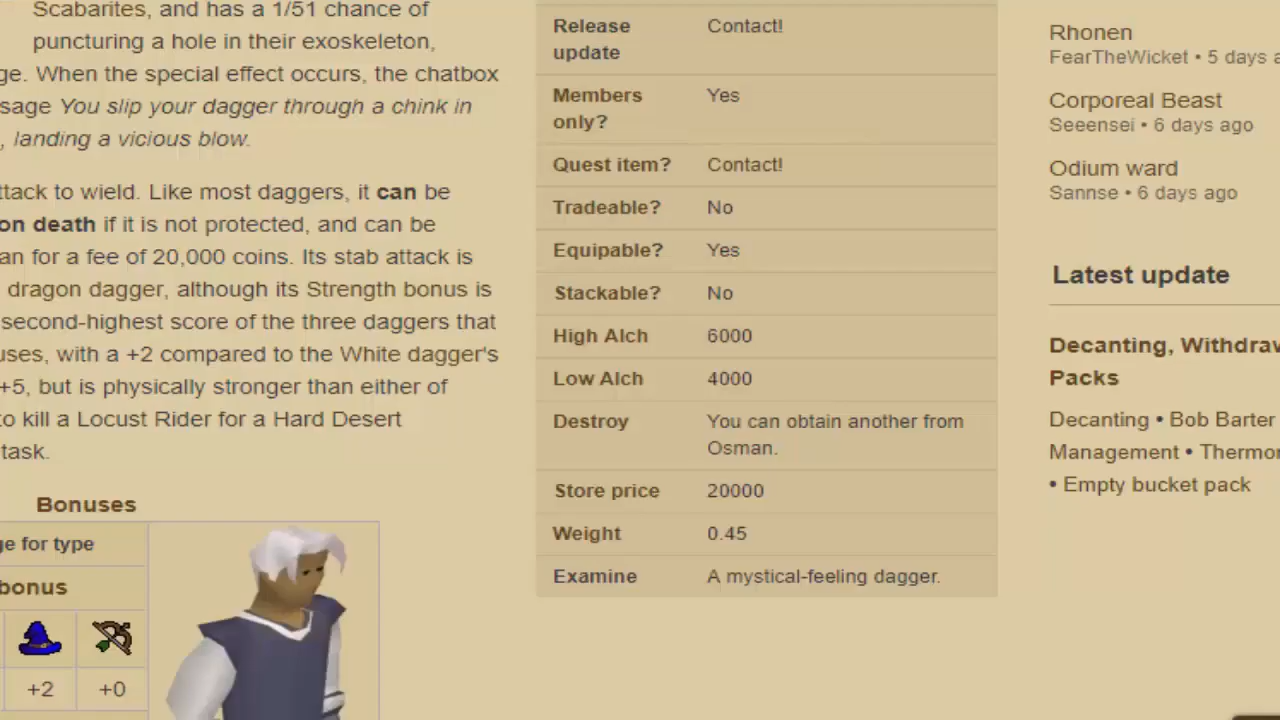 Scabarites, and has a 1/51 chance of
puncturing a hole in their exoskeleton,
ge. When the special effect occurs, the chatbox
sage You slip your dagger through a chink in
, landing a vicious blow.
ttack to wield. Like most daggers, it can be
on death if it is not protected, and can be
an for a fee of 20,000 coins. Its stab attack is
dragon dagger, although its Strength bonus is
second-highest score of the three daggers that
uses, with a +2 compared to the White dagger's
+5, but is physically stronger than either of
to kill a Locust Rider for a Hard Desert
task.
Bonuses
ge for type
bonus
+2 +0
Release update Contact!
Members only? Yes
Quest item? Contact!
Tradeable? No
Equipable? Yes
Stackable? No
High Alch 6000
Low Alch 4000
Destroy You can obtain another from
Osman.
Store price 20000
Weight 0.45
Examine A mystical-feeling dagger.
Rhonen
FearTheWicket • 5 days a
Corporeal Beast
Seeensei • 6 days ago
Odium ward
Sannse • 6 days ago
Latest update
Decanting, Withdraw
Packs
Decanting • Bob Barter
Management • Thermon
• Empty bucket pack